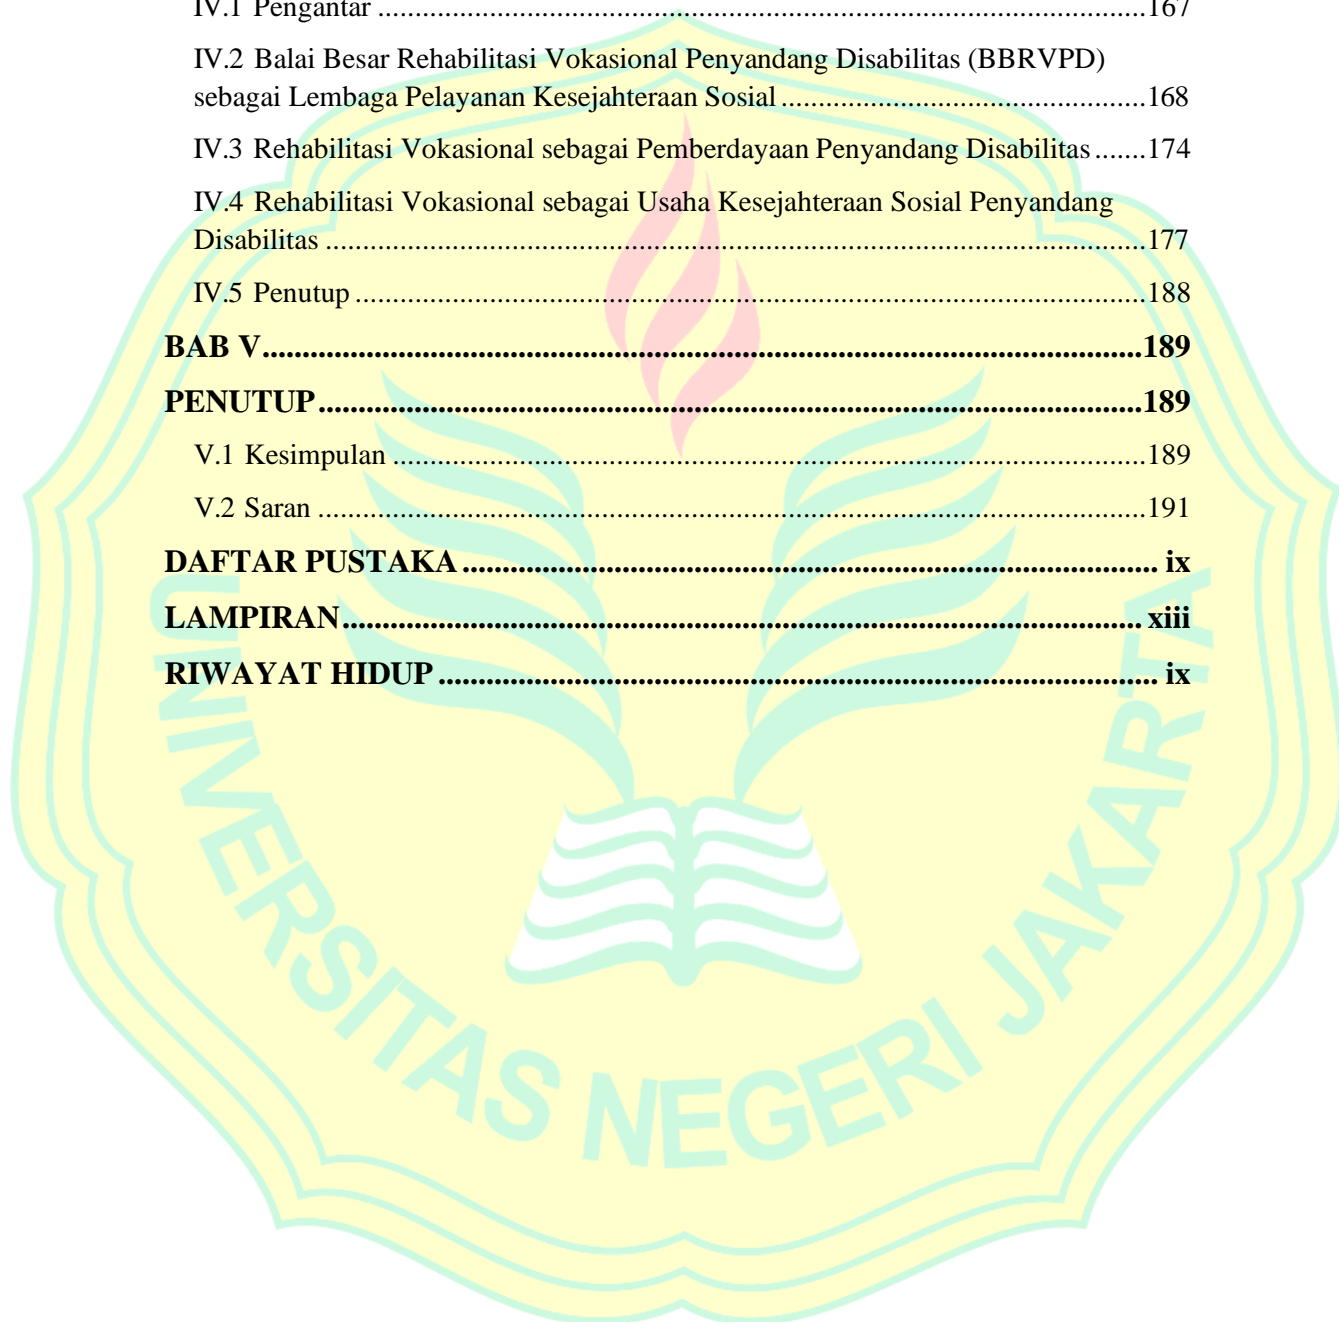 IV.1 Pengantar ........................................................................................................167
IV.2 Balai Besar Rehabilitasi Vokasional Penyandang Disabilitas (BBRVPD)
sebagai Lembaga Pelayanan Kesejahteraan Sosial .................................................168
IV.3 Rehabilitasi Vokasional sebagai Pemberdayaan Penyandang Disabilitas .......174
IV.4 Rehabilitasi Vokasional sebagai Usaha Kesejahteraan Sosial Penyandang
Disabilitas ...............................................................................................................177
IV.5 Penutup ...........................................................................................................188
BAB V..............................................................................................................189
PENUTUP.......................................................................................................189
V.1 Kesimpulan ......................................................................................................189
V.2 Saran ................................................................................................................191
DAFTAR PUSTAKA ....................................................................................... ix
LAMPIRAN.................................................................................................... xiii
RIWAYAT HIDUP .......................................................................................... ix
UNIVERSITAS NEGERI JAKARTA